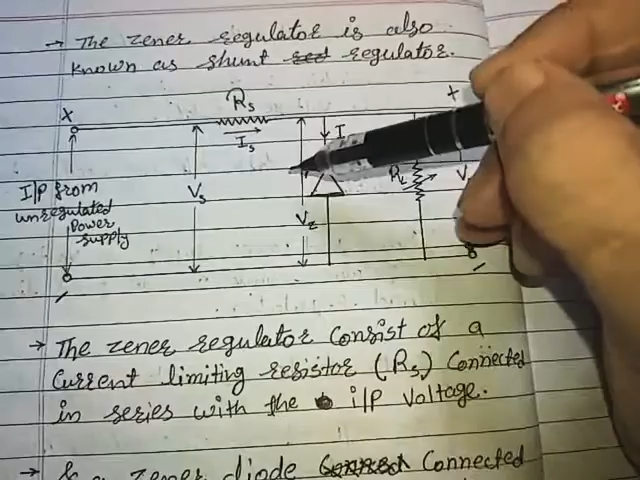 → The zener regulator is also
known as shunt regulator.
X
Rs
+
Is
I
I|P from
unregulated
Power
supply
Vs
Vz
RL
V
→ The zener regulator Consist of a
Current limiting resistor (Rs) Connected
in series with the i|P Voltage.
→ & a zener diode Connected